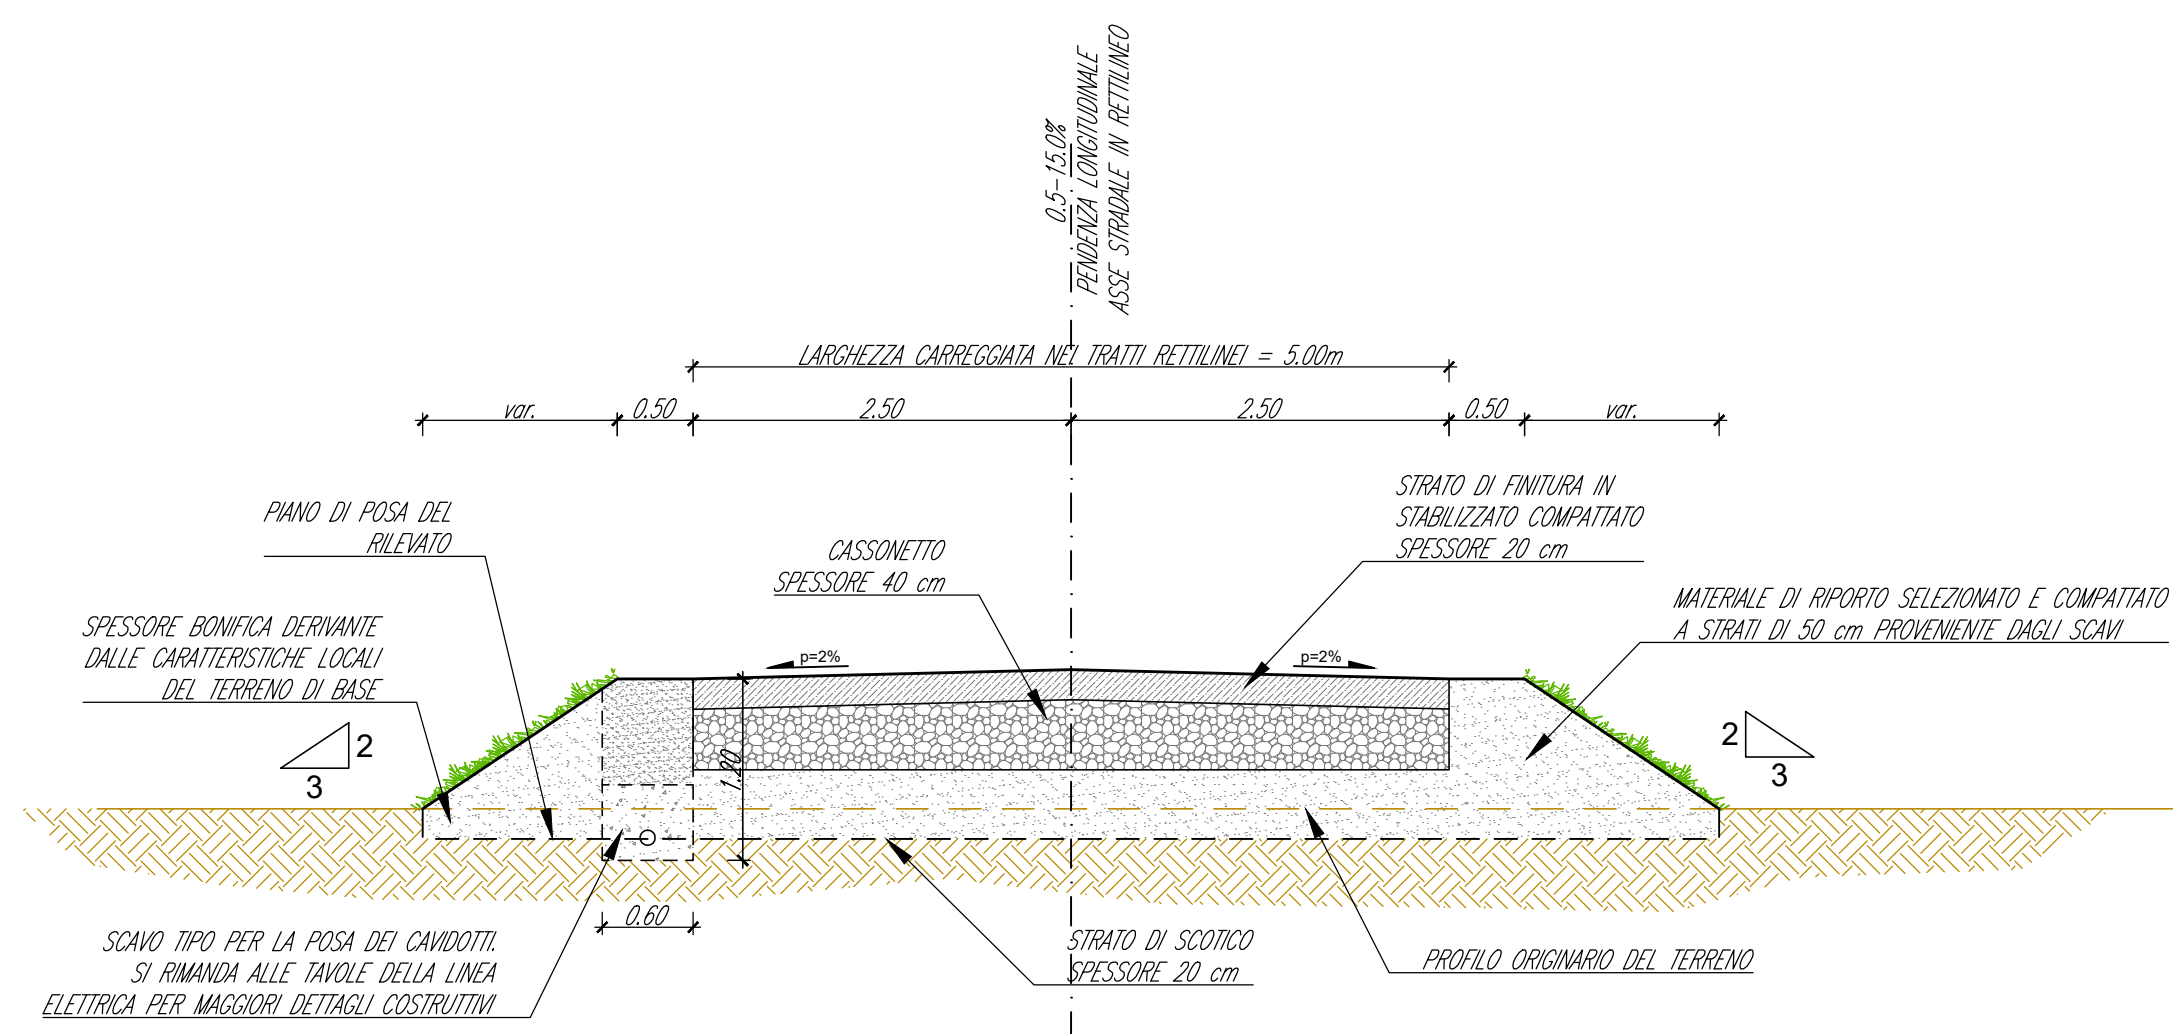 0.5-15.0%
PENDENZA LONGITUDINALE
ASSE STRADALE IN RETTILINEO
LARGHEZZA CARREGGIATA NEI TRATTI RETTILINEI = 5.00m
var.
0.50
2.50
2.50
0.50
var.
PIANO DI POSA DEL
RILEVATO
CASSONETTO
SPESSORE 40 cm
STRATO DI FINITURA IN
STABILIZZATO COMPATTATO
SPESSORE 20 cm
SPESSORE BONIFICA DERIVANTE
DALLE CARATTERISTICHE LOCALI
DEL TERRENO DI BASE
MATERIALE DI RIPORTO SELEZIONATO E COMPATTATO
A STRATI DI 50 cm PROVENIENTE DAGLI SCAVI
p=2%
p=2%
2
3
1.20
2
3
0.60
SCAVO TIPO PER LA POSA DEI CAVIDOTTI.
SI RIMANDA ALLE TAVOLE DELLA LINEA
ELETTRICA PER MAGGIORI DETTAGLI COSTRUTTIVI
STRATO DI SCOTICO
SPESSORE 20 cm
PROFILO ORIGINARIO DEL TERRENO